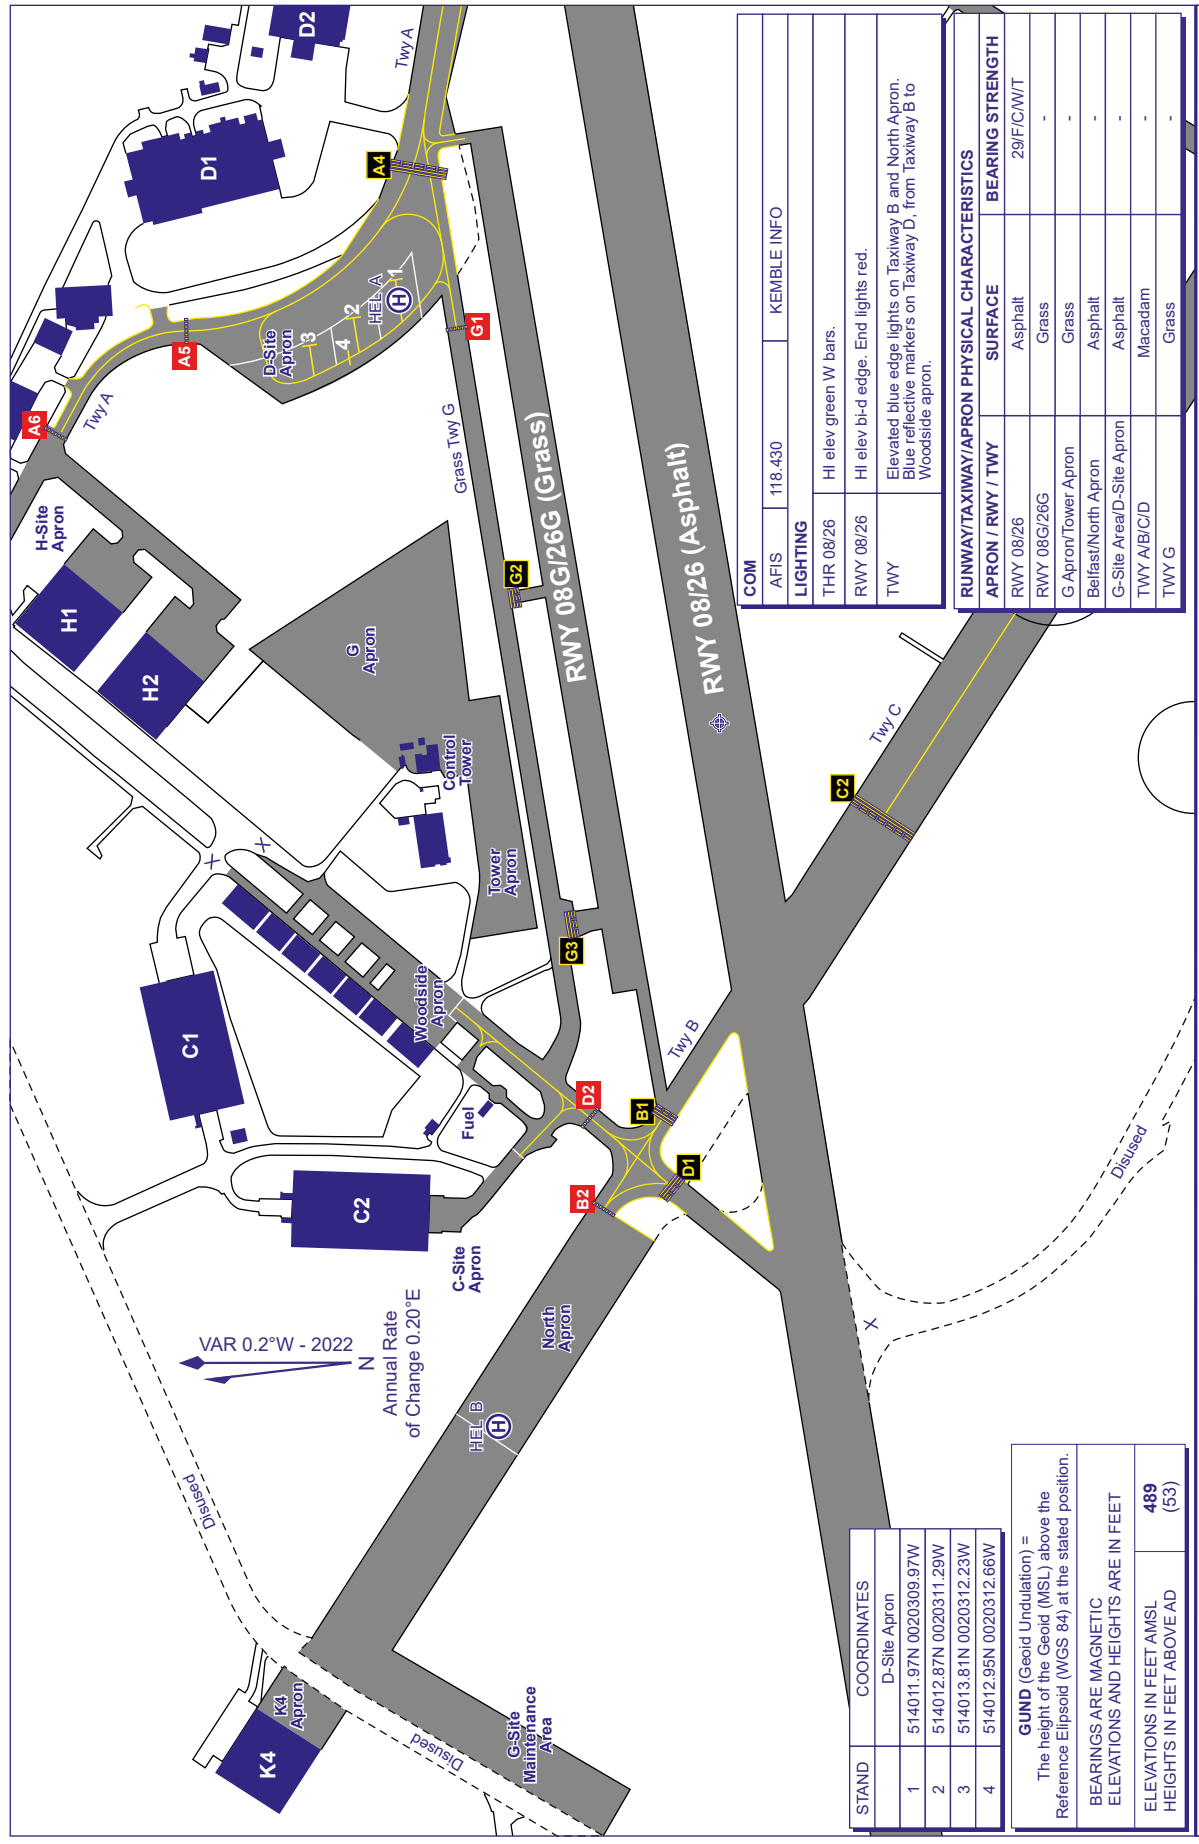 D2
Twy A
D1
A4
HEL A
H
1
2
3
4
D-Site
Apron
A5
G1
A6
Twy A
Grass Twy G
H-Site
Apron
H1
H2
G
Apron
G2
RWY 08G/26G (Grass)
RWY 08/26 (Asphalt)
Control
Tower
Tower
Apron
G3
Twy C
C2
X
X
C1
Woodside
Apron
Twy B
Fuel
D2
B1
D1
B2
C2
C-Site
Apron
North
Apron
VAR 0.2°W - 2022
N
Annual Rate
of Change 0.20°E
HEL B
H
Disused
X
Disused
K4
Apron
K4
Disused
G-Site
Maintenance
Area
COM
AFIS 118.430 KEMBLE INFO
LIGHTING
THR 08/26 HI elev green W bars.
RWY 08/26 HI elev bi-d edge. End lights red.
TWY Elevated blue edge lights on Taxiway B and North Apron.
Blue reflective markers on Taxiway D, from Taxiway B to
Woodside apron.
RUNWAY/TAXIWAY/APRON PHYSICAL CHARACTERISTICS
APRON / RWY / TWY SURFACE BEARING STRENGTH
RWY 08/26 Asphalt 29/F/C/W/T
RWY 08G/26G Grass -
G Apron/Tower Apron Grass -
Belfast/North Apron Asphalt -
G-Site Area/D-Site Apron Asphalt -
TWY A/B/C/D Macadam -
TWY G Grass -
STAND COORDINATES
D-Site Apron
1 514011.97N 0020309.97W
2 514012.87N 0020311.29W
3 514013.81N 0020312.23W
4 514012.95N 0020312.66W
GUND (Geoid Undulation) =
The height of the Geoid (MSL) above the
Reference Elipsoid (WGS 84) at the stated position.
BEARINGS ARE MAGNETIC
ELEVATIONS AND HEIGHTS ARE IN FEET
ELEVATIONS IN FEET AMSL 489
HEIGHTS IN FEET ABOVE AD (53)